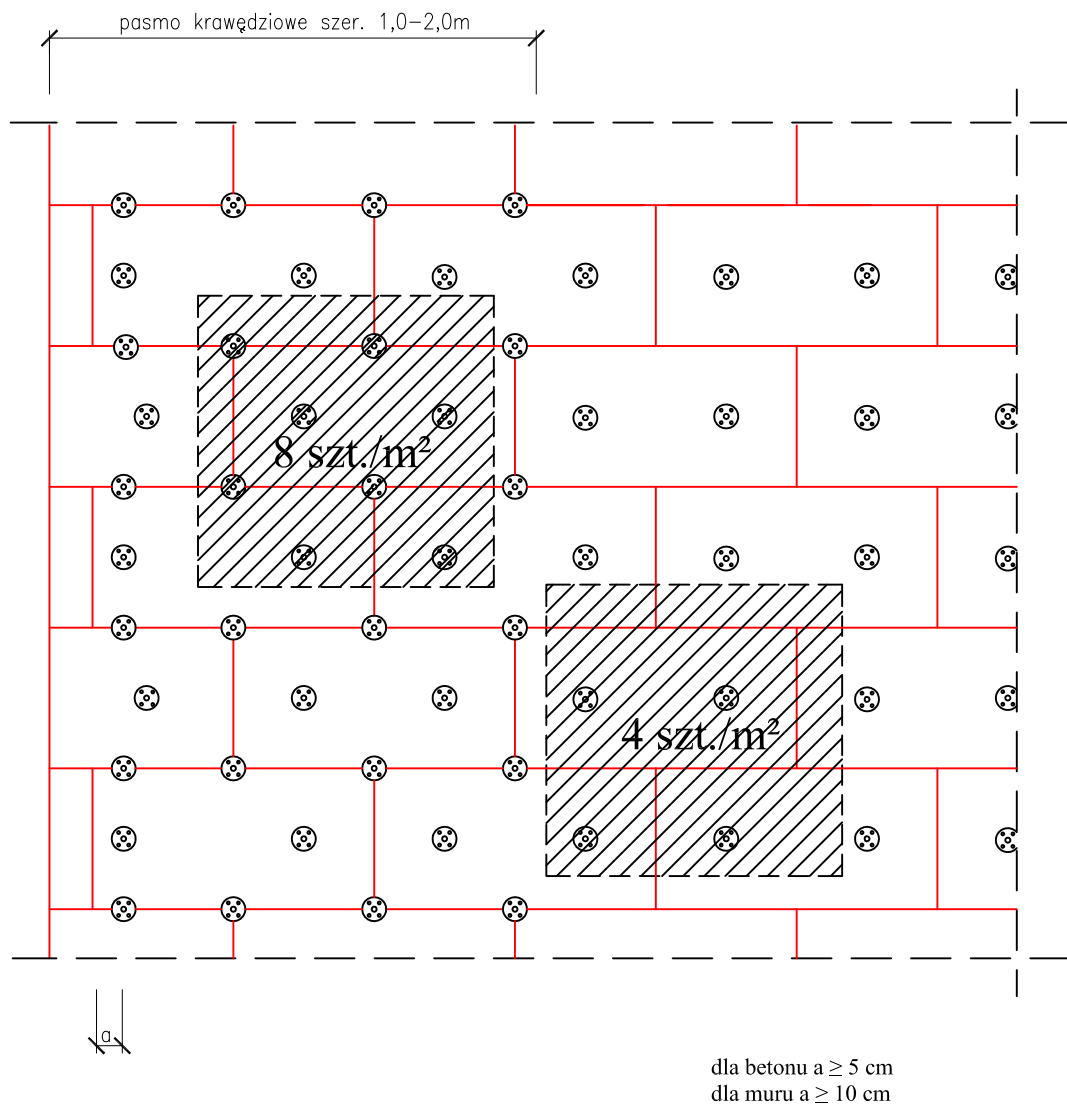 pasmo krawędziowe szer. 1,0-2,0m
8 szt./m²
4 szt./m²
a
dla betonu a ≥ 5 cm
dla muru a ≥ 10 cm